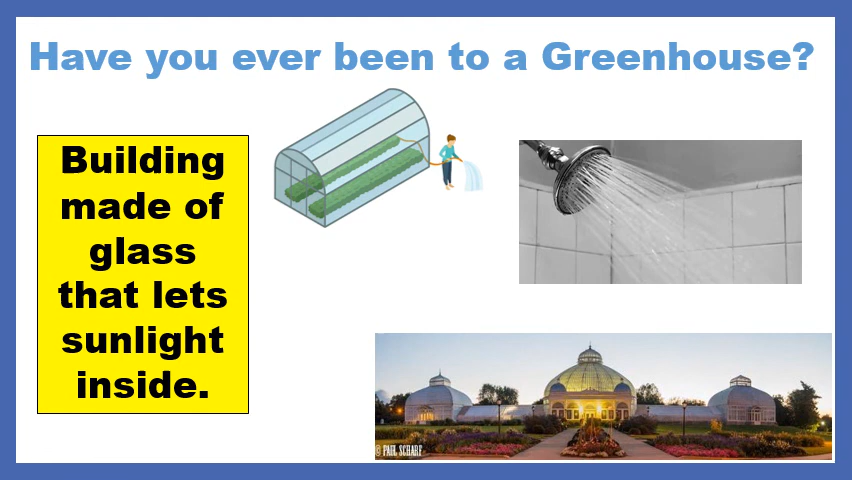 Have you ever been to a Greenhouse?
Building
made of
glass
that lets
sunlight
inside.
© PAUL SCHARF